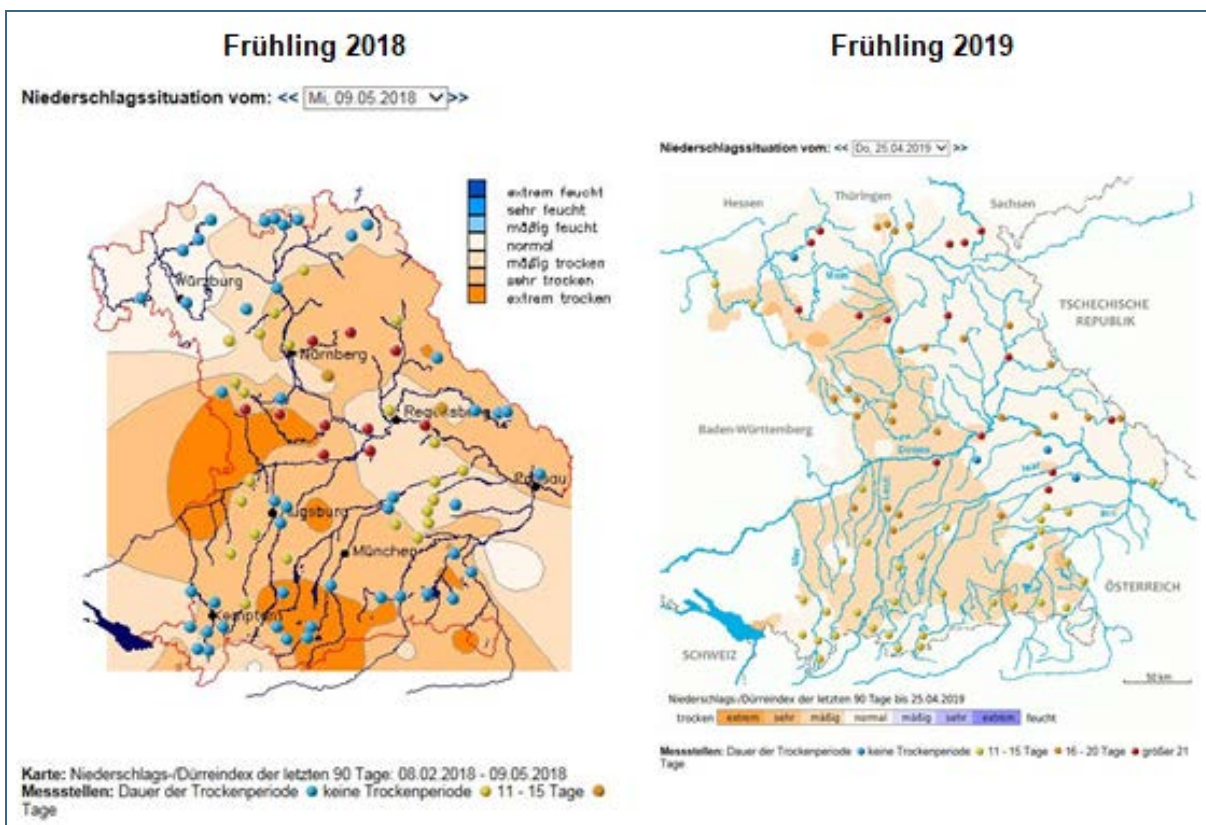 Frühling 2018
Niederschlagssituation vom: << Mi, 09.05.2018 >>
extrem feucht
sehr feucht
mäßig feucht
normal
mäßig trocken
sehr trocken
extrem trocken
Würzburg
Nürnberg
Regensburg
Passau
Augsburg
München
Kempten
Karte: Niederschlags-/Dürreindex der letzten 90 Tage: 08.02.2018 - 09.05.2018
Messstellen: Dauer der Trockenperiode keine Trockenperiode 11 - 15 Tage
Tage
Frühling 2019
Niederschlagssituation vom: << Do, 25.04.2019 >>
Hessen
Thüringen
Sachsen
Main
TSCHECHISCHE
REPUBLIK
Baden-Württemberg
Donau
Isar
Lech
Inn
Iller
ÖSTERREICH
SCHWEIZ
50 km
Niederschlags-/Dürreindex der letzten 90 Tage bis 25.04.2019
trocken extrem sehr mäßig normal mäßig sehr extrem feucht
Messstellen: Dauer der Trockenperiode keine Trockenperiode 11 - 15 Tage 16 - 20 Tage größer 21
Tage